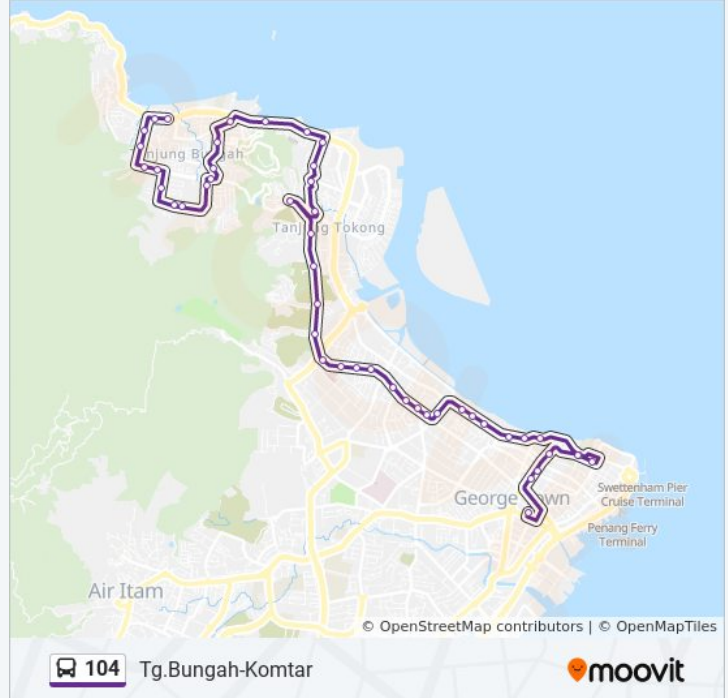 Tanjung Bungah
Tanjung Tokong
George Town
Swettenham Pier
Cruise Terminal
Penang Ferry
Terminal
Air Itam
© OpenStreetMap contributors | © OpenMapTiles
104 Tg.Bungah-Komtar
moovit